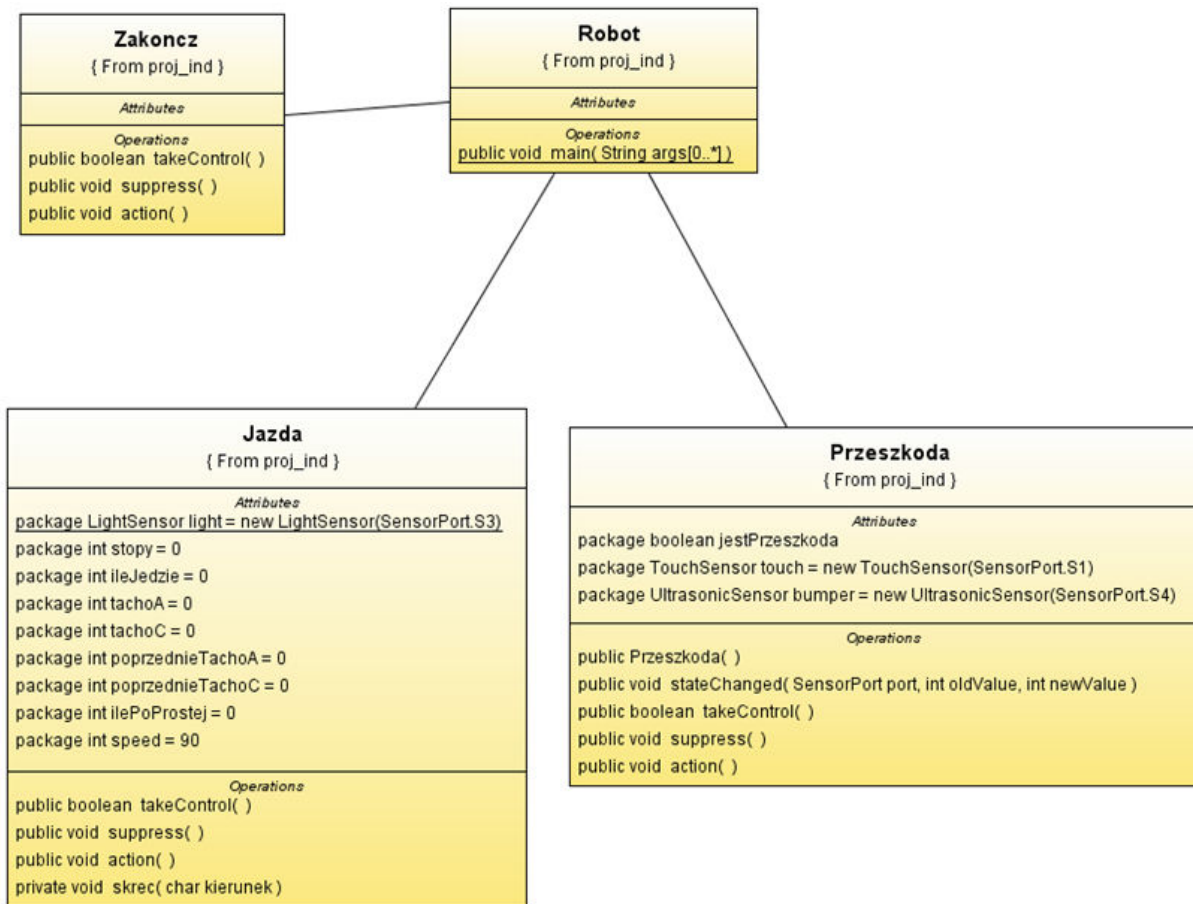 Zakoncz
{ From proj_ind }
Attributes
Operations
public boolean takeControl( )
public void suppress( )
public void action( )
Robot
{ From proj_ind }
Attributes
Operations
public void main( String args[0..*] )
Jazda
{ From proj_ind }
Attributes
package LightSensor light = new LightSensor(SensorPort.S3)
package int stopy = 0
package int ileJedzie = 0
package int tachoA = 0
package int tachoC = 0
package int poprzednieTachoA = 0
package int poprzednieTachoC = 0
package int ilePoProstej = 0
package int speed = 90
Operations
public boolean takeControl( )
public void suppress( )
public void action( )
private void skrec( char kierunek )
Przeszkoda
{ From proj_ind }
Attributes
package boolean jestPrzeszkoda
package TouchSensor touch = new TouchSensor(SensorPort.S1)
package UltrasonicSensor bumper = new UltrasonicSensor(SensorPort.S4)
Operations
public Przeszkoda( )
public void stateChanged( SensorPort port, int oldValue, int newValue )
public boolean takeControl( )
public void suppress( )
public void action( )